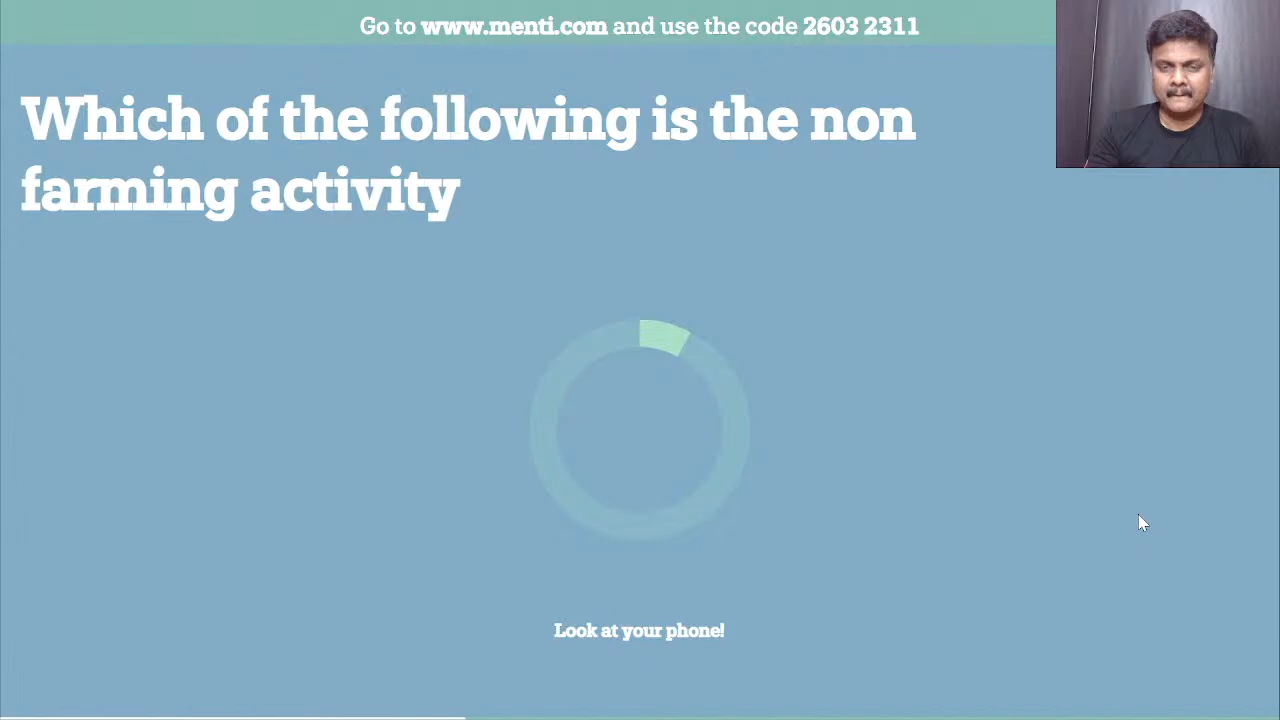 Go to www.menti.com and use the code 2603 2311
Which of the following is the non
farming activity
Look at your phone!